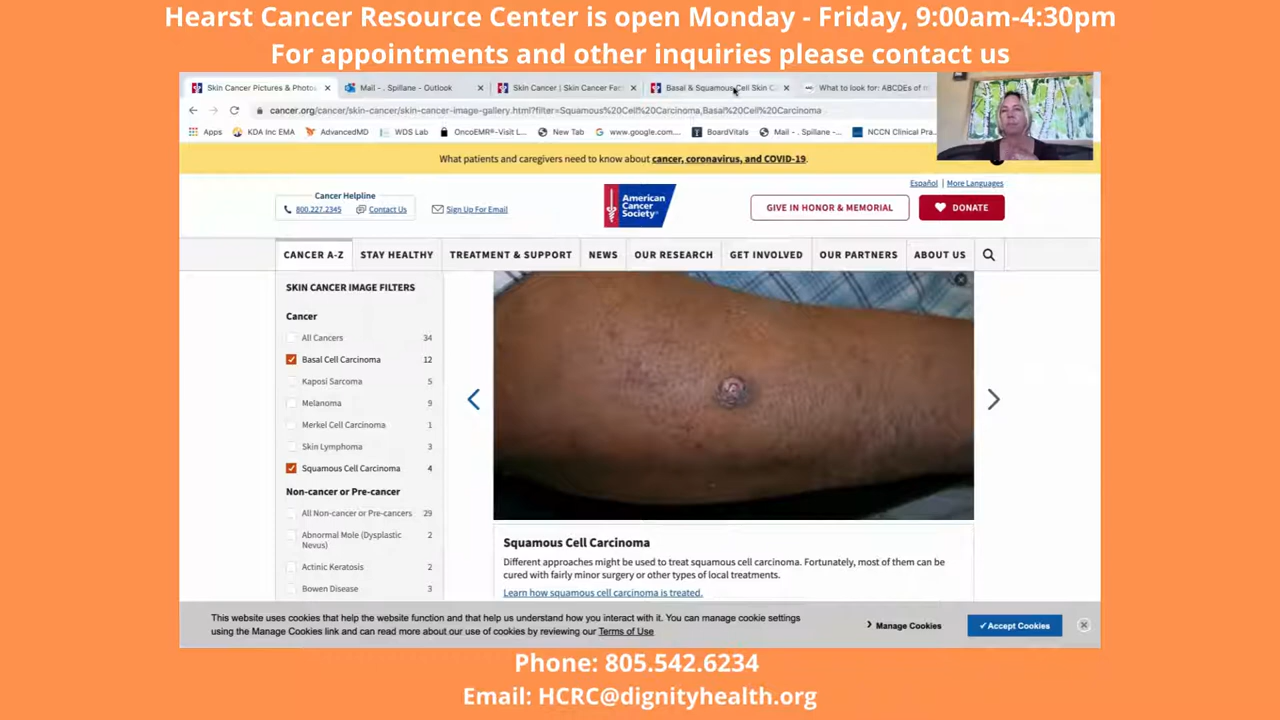 Hearst Cancer Resource Center is open Monday - Friday, 9:00am-4:30pm
For appointments and other inquiries please contact us
Skin Cancer Pictures & Photos
Mail - . Spillane - Outlook
Skin Cancer | Skin Cancer Fac
Basal & Squamous Cell Skin C
What to look for: ABCDEs of m
cancer.org/cancer/skin-cancer/skin-cancer-image-gallery.html?filter=Squamous%20Cell%20Carcinoma,Basal%20Cell%20Carcinoma
Apps KDA Inc EMA AdvancedMD WDS Lab OncoEMR®-Visit L... New Tab www.google.com... BoardVitals Mail - . Spillane -... NCCN Clinical Pra...
What patients and caregivers need to know about cancer, coronavirus, and COVID-19.
Español | More Languages
Cancer Helpline
800.227.2345 Contact Us Sign Up For Email
American
Cancer
Society®
GIVE IN HONOR & MEMORIAL DONATE
CANCER A-Z STAY HEALTHY TREATMENT & SUPPORT NEWS OUR RESEARCH GET INVOLVED OUR PARTNERS ABOUT US
SKIN CANCER IMAGE FILTERS
Cancer
All Cancers 34
Basal Cell Carcinoma 12
Kaposi Sarcoma 5
Melanoma 9
Merkel Cell Carcinoma 1
Skin Lymphoma 3
Squamous Cell Carcinoma 4
Non-cancer or Pre-cancer
All Non-cancer or Pre-cancers 29
Abnormal Mole (Dysplastic 2
Nevus)
Actinic Keratosis 2
Bowen Disease 3
Squamous Cell Carcinoma
Different approaches might be used to treat squamous cell carcinoma. Fortunately, most of them can be
cured with fairly minor surgery or other types of local treatments.
Learn how squamous cell carcinoma is treated.
This website uses cookies that help the website function and that help us understand how you interact with it. You can manage cookie settings
using the Manage Cookies link and can read more about our use of cookies by reviewing our Terms of Use
Manage Cookies
✓Accept Cookies
Phone: 805.542.6234
Email: HCRC@dignityhealth.org